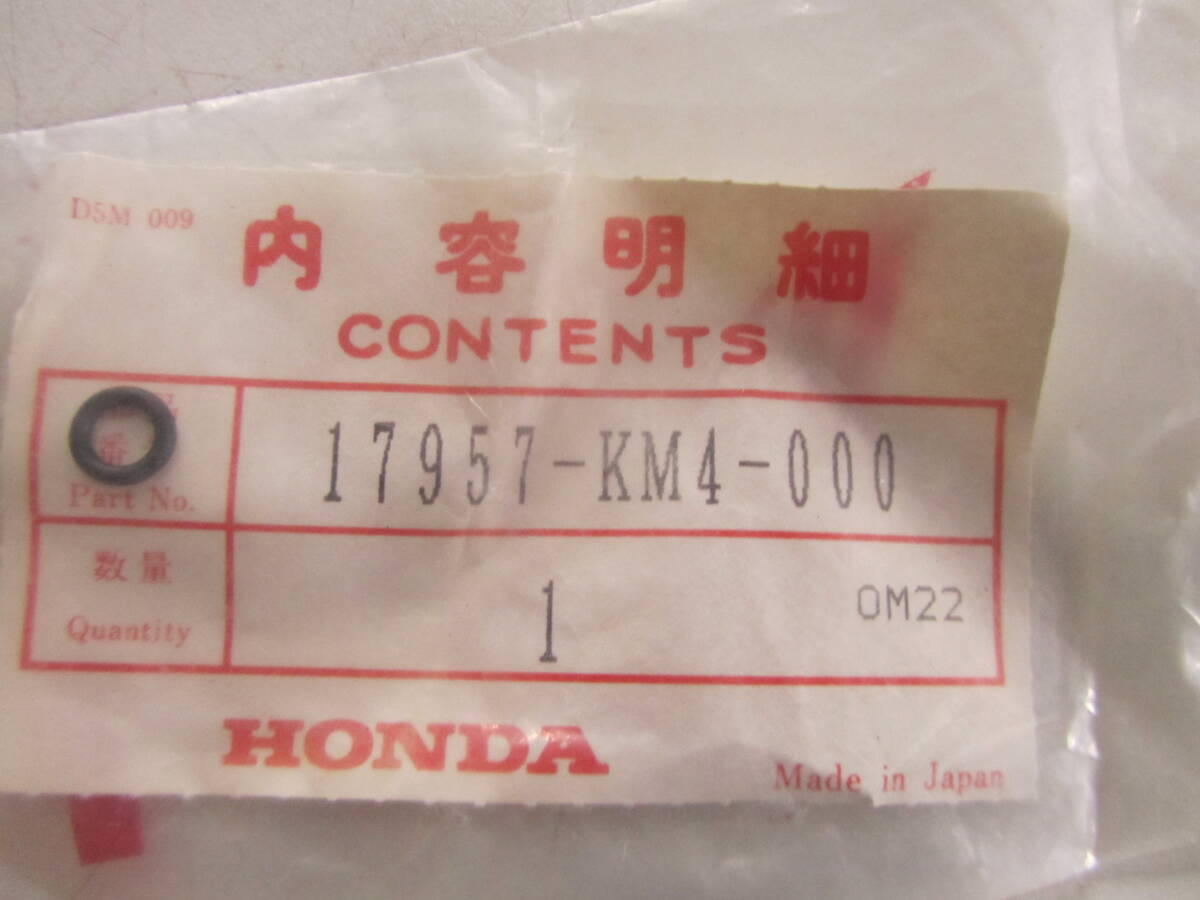 D5M 009
内容明細
CONTENTS
番
Part No.
17957-KM4-000
数量
Quantity
1
0M22
HONDA
Made in Japan